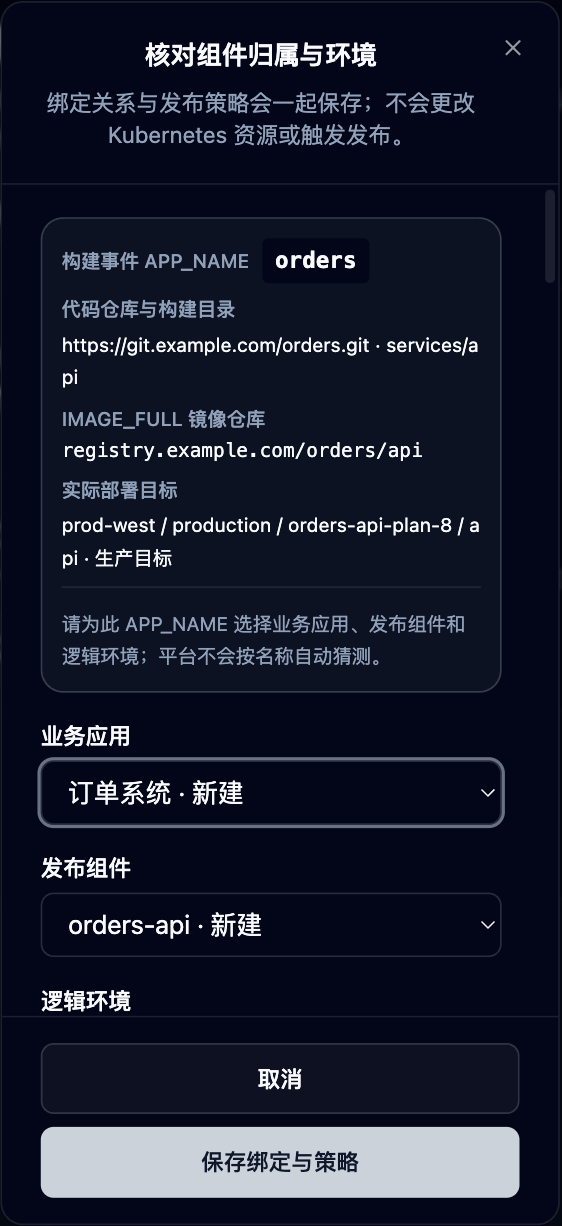 核对组件归属与环境
绑定关系与发布策略会一起保存；不会更改
Kubernetes 资源或触发发布。
构建事件 APP_NAME orders
代码仓库与构建目录
https://git.example.com/orders.git · services/a
pi
IMAGE_FULL 镜像仓库
registry.example.com/orders/api
实际部署目标
prod-west / production / orders-api-plan-8 / a
pi · 生产目标
请为此 APP_NAME 选择业务应用、发布组件和
逻辑环境；平台不会按名称自动猜测。
业务应用
订单系统 · 新建
发布组件
orders-api · 新建
逻辑环境
取消
保存绑定与策略